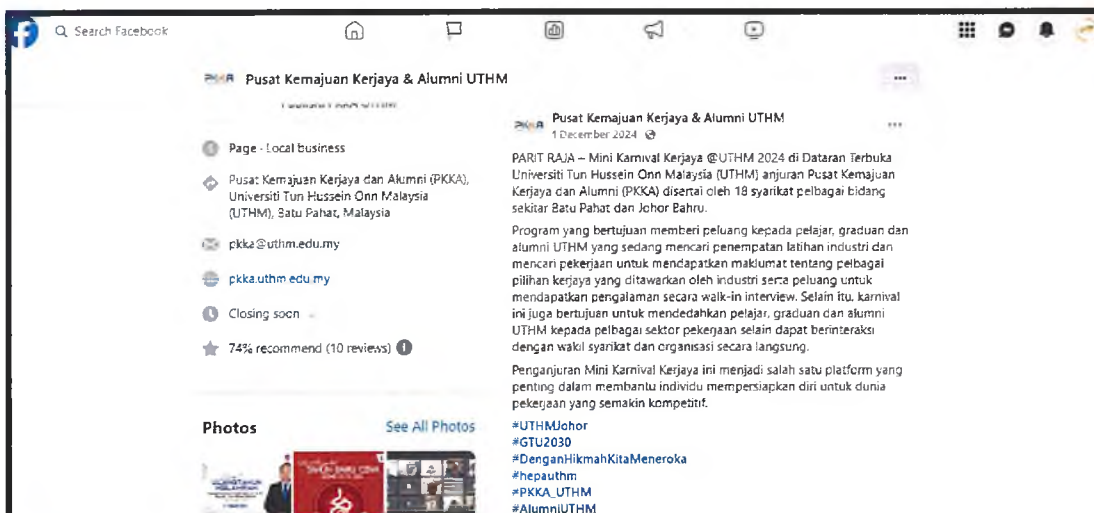 Search Facebook
PKKA Pusat Kemajuan Kerjaya & Alumni UTHM
Page · Local business
Pusat Kemajuan Kerjaya dan Alumni (PKKA),
Universiti Tun Hussein Onn Malaysia
(UTHM), Batu Pahat, Malaysia
pkka@uthm.edu.my
pkka.uthm.edu.my
Closing soon
74% recommend (10 reviews)
Photos
See All Photos
PKKA Pusat Kemajuan Kerjaya & Alumni UTHM
1 December 2024
PARIT RAJA – Mini Karnival Kerjaya @UTHM 2024 di Dataran Terbuka
Universiti Tun Hussein Onn Malaysia (UTHM) anjuran Pusat Kemajuan
Kerjaya dan Alumni (PKKA) disertai oleh 18 syarikat pelbagai bidang
sekitar Batu Pahat dan Johor Bahru.
Program yang bertujuan memberi peluang kepada pelajar, graduan dan
alumni UTHM yang sedang mencari penempatan latihan industri dan
mencari pekerjaan untuk mendapatkan maklumat tentang pelbagai
pilihan kerjaya yang ditawarkan oleh industri serta peluang untuk
mendapatkan pengalaman secara walk-in interview. Selain itu, karnival
ini juga bertujuan untuk mendedahkan pelajar, graduan dan alumni
UTHM kepada pelbagai sektor pekerjaan selain dapat berinteraksi
dengan wakil syarikat dan organisasi secara langsung.
Penganjuran Mini Karnival Kerjaya ini menjadi salah satu platform yang
penting dalam membantu individu mempersiapkan diri untuk dunia
pekerjaan yang semakin kompetitif.
#UTHMJohor
#GTU2030
#DenganHikmahKitaMeneroka
#hepauthm
#PKKA_UTHM
#AlumniUTHM